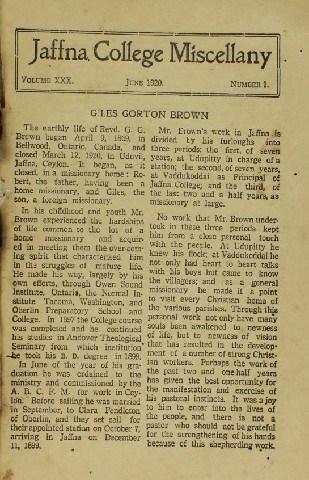 Jaffna College Miscellany
VOLUME XXX. JUNE 1920. NUMBER 1.
GILES GORTON BROWN
The earthly life of Revd. G. G.
Brown began April 9, 1869, in
Bellwood, Ontario, Canada, and
closed March 12, 1920, in Uduvil,
Jaffna, Ceylon. It began, as it
closed, in a missionary home: Ro-
bert, the father, having been a
home missionary, and Giles, the
son, a foreign missionary.
In his childhood and youth Mr.
Brown experienced the hardships
of life common to the lot of a
home missionary and acquir-
ed in meeting them the overcom-
ing spirit that characterised him
in the struggles of mature life.
He made his way, largely by his
own efforts, through Owen Sound
Institute, Ontario, the Normal In-
stitute Tacoma, Washington, and
Oberlin Preparatory School and
College. In 1897 the College course
was completed and he continued
his studies in Andover Theological
Seminary from which institution
he took his B. D. degree in 1899.
In June of the year of his gra-
duation he was ordained to the
ministry and commissioned by the
A. B. C. F. M. for work in Cey-
lon. Before sailing he was married
in September, to Clara Pendleton
of Oberlin, and they set sail for
their appointed station on October 7,
arriving in Jaffna on December
11, 1899.
Mr. Brown's work in Jaffna is
divided by his furloughs into
three periods: the first, of seven
years, at Udupitty in charge of a
station; the second, of seven years,
at Vaddukoddai as Principal of
Jaffna College; and the third, of
the last two and a half years, as
missionary at large.
No work that Mr. Brown under-
took in these three periods kept
him from a close personal touch
with the people. At Udupitty he
knew his flock; at Vaddukoddai he
not only had heart to heart talks
with his boys but came to know
the villagers; and as a general
missionary he made it a point
to visit every Christian home of
the various parishes. Through this
personal work not only have many
souls been awakened to newness
of life, but to newness of vision
that has resulted in the develop-
ment of a number of strong Christ-
ian workers. Perhaps the work of
the past two and one-half years
has given the best opportunity for
the manifestation and exercise of
his pastoral instincts. It was a joy
to him to enter into the lives of
the people, and there is not a
pastor who should not be grateful
for the strengthening of his hands
because of this shepherding work.